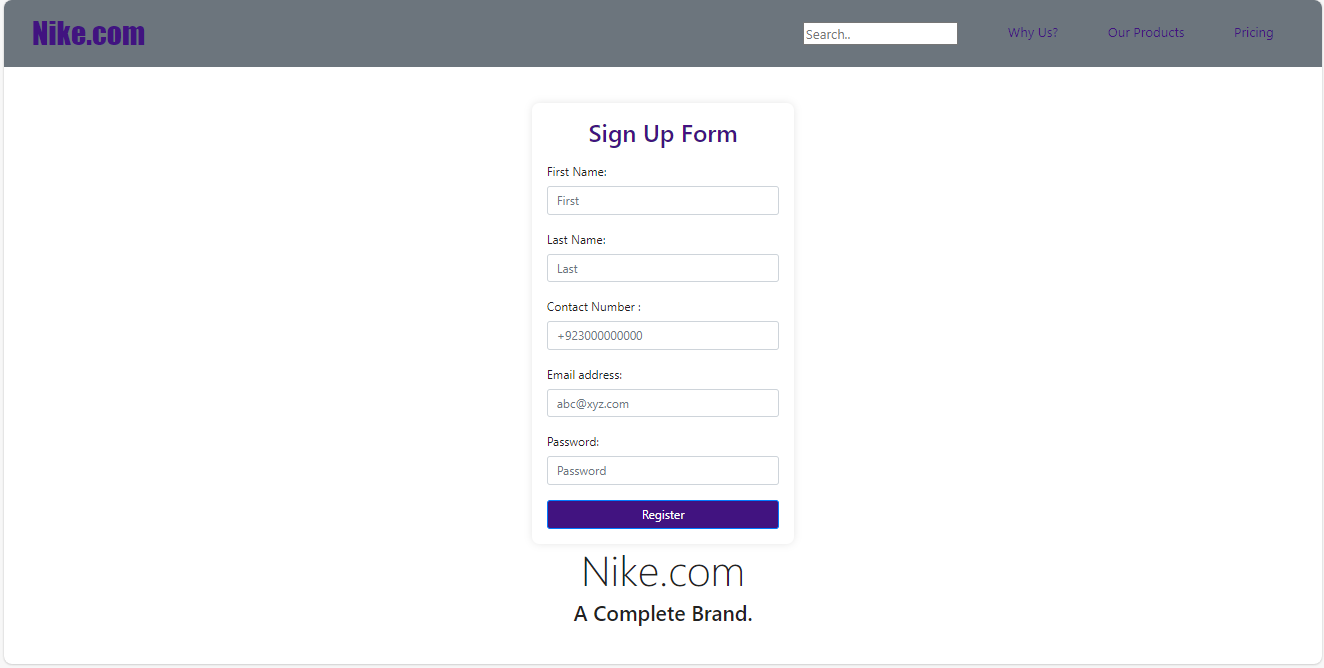 Nike.com
Search..
Why Us?
Our Products
Pricing
Sign Up Form
First Name:
First
Last Name:
Last
Contact Number :
+923000000000
Email address:
abc@xyz.com
Password:
Password
Register
Nike.com
A Complete Brand.